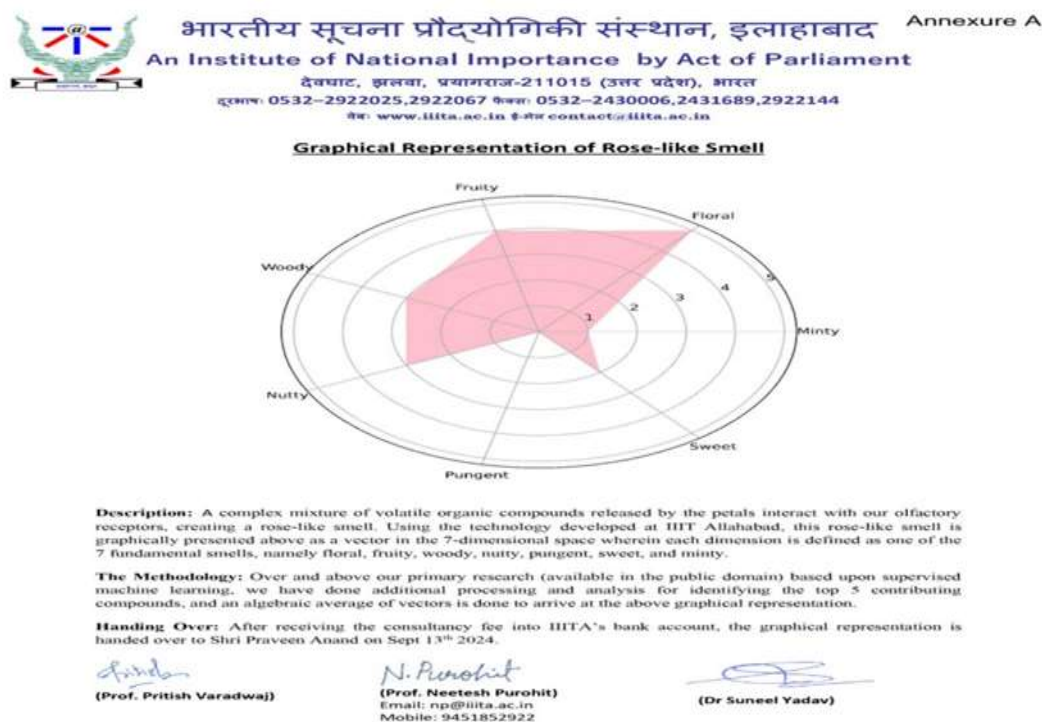 भारतीय सूचना प्रौद्योगिकी संस्थान, इलाहाबाद
Annexure A
An Institute of National Importance by Act of Parliament
देवघाट, झलवा, प्रयागराज-211015 (उत्तर प्रदेश), भारत
दूरभाष: 0532–2922025,2922067 फैक्स: 0532–2430006,2431689,2922144
वेब: www.iiita.ac.in ई-मेल contact@iiita.ac.in
Graphical Representation of Rose-like Smell
Fruity
Floral
Woody
5
4
3
2
1
Minty
Nutty
Sweet
Pungent
Description: A complex mixture of volatile organic compounds released by the petals interact with our olfactory
receptors, creating a rose-like smell. Using the technology developed at IIIT Allahabad, this rose-like smell is
graphically presented above as a vector in the 7-dimensional space wherein each dimension is defined as one of the
7 fundamental smells, namely floral, fruity, woody, nutty, pungent, sweet, and minty.
The Methodology: Over and above our primary research (available in the public domain) based upon supervised
machine learning, we have done additional processing and analysis for identifying the top 5 contributing
compounds, and an algebraic average of vectors is done to arrive at the above graphical representation.
Handing Over: After receiving the consultancy fee into IIITA's bank account, the graphical representation is
handed over to Shri Praveen Anand on Sept 13th 2024.
N. Purohit
(Prof. Pritish Varadwaj)
(Prof. Neetesh Purohit)
Email: np@iiita.ac.in
Mobile: 9451852922
(Dr Suneel Yadav)